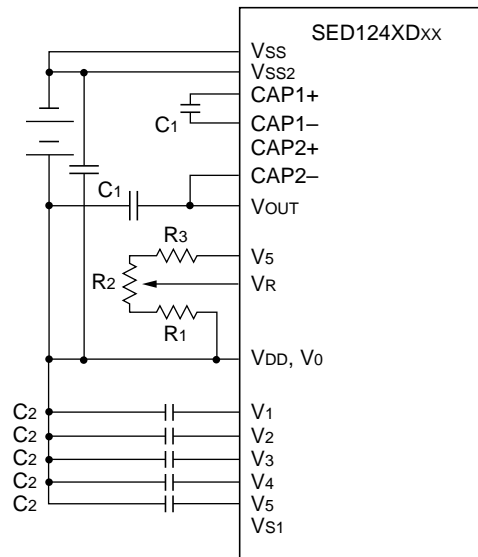 SED124XDxx
VSS
VSS2
CAP1+
C1
CAP1–
CAP2+
CAP2–
C1
VOUT
R3
V5
R2
VR
R1
VDD, V0
C2
V1
C2
V2
C2
V3
C2
V4
C2
V5
VS1